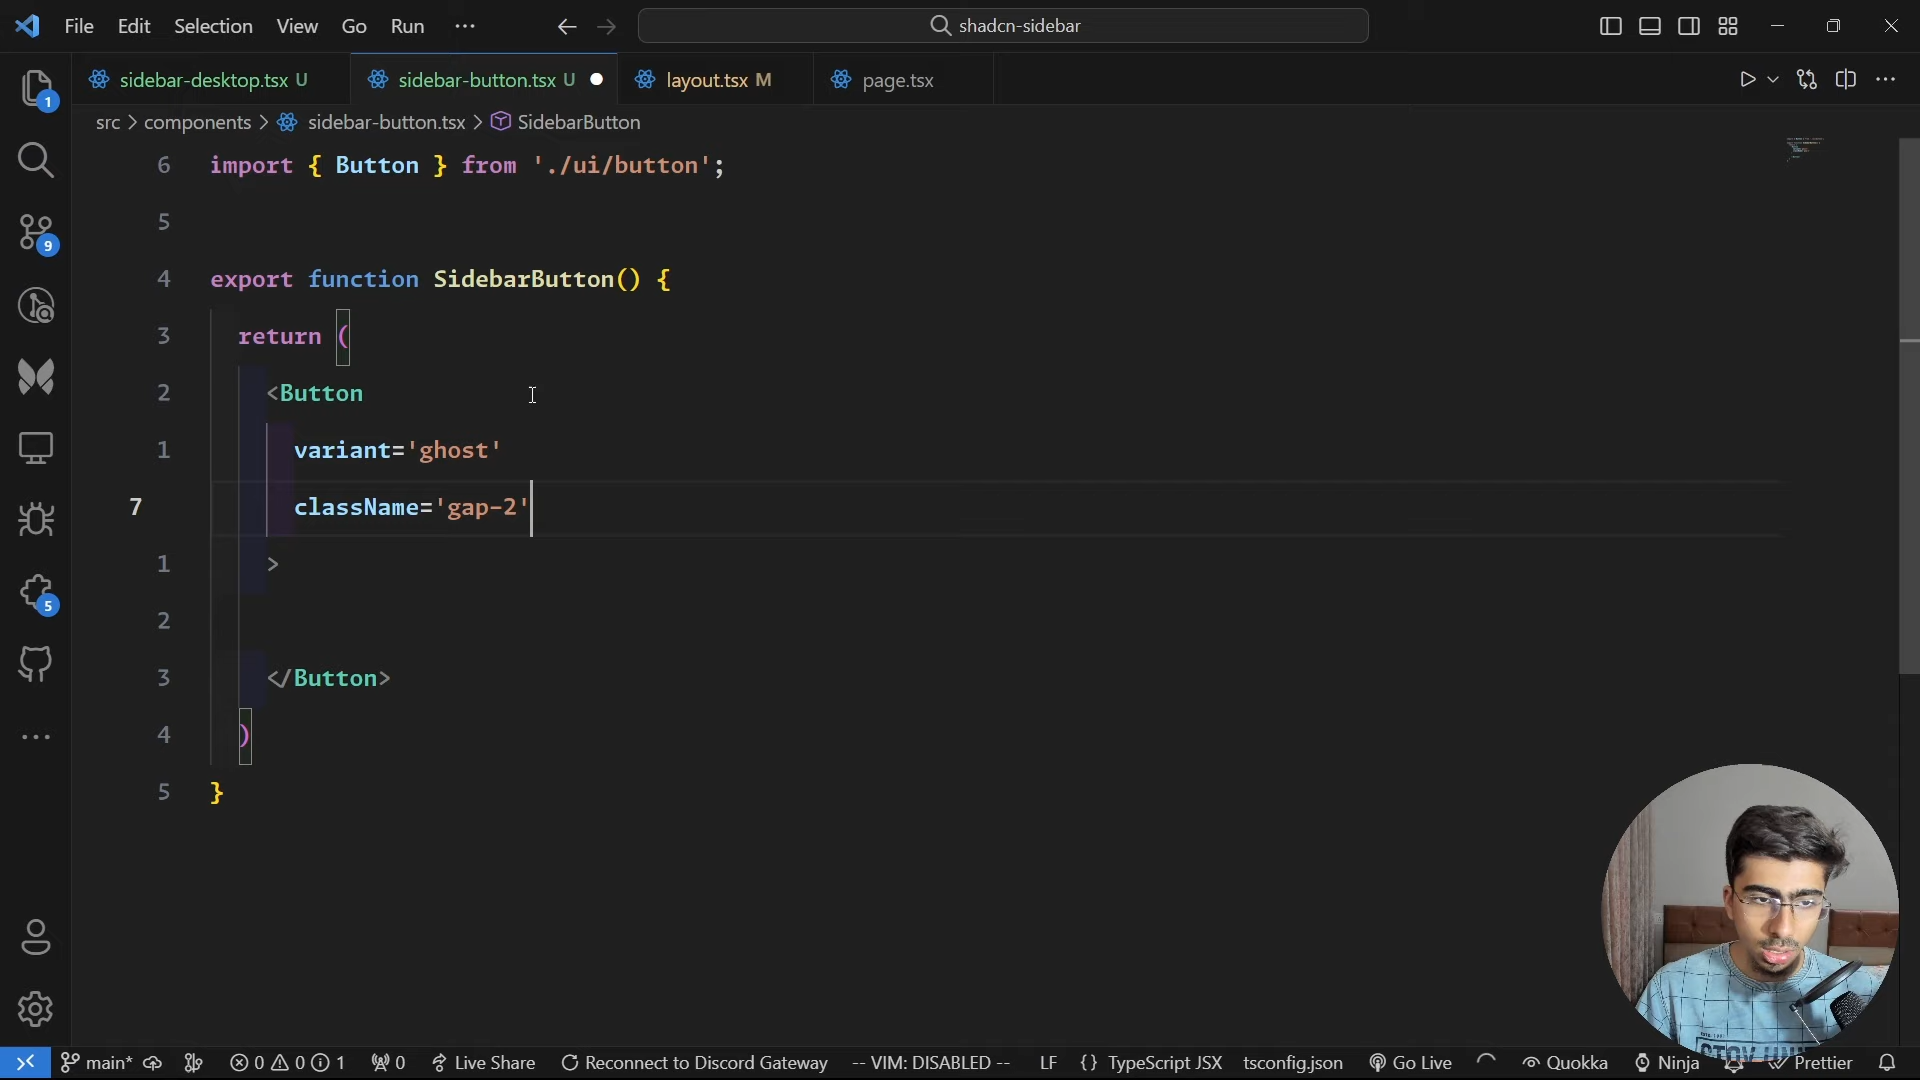 File Edit Selection View Go Run ··· shadcn-sidebar
sidebar-desktop.tsx U sidebar-button.tsx U layout.tsx M page.tsx
src > components > sidebar-button.tsx > SidebarButton
6 import { Button } from './ui/button';
5
4 export function SidebarButton() {
3 return (
2 <Button
1 variant='ghost'
7 className='gap-2'
1 >
2
3 </Button>
4 )
5 }
1
9
5
main* 0 0 1 0 Live Share Reconnect to Discord Gateway -- VIM: DISABLED -- LF {} TypeScript JSX tsconfig.json Go Live Quokka Ninja Prettier